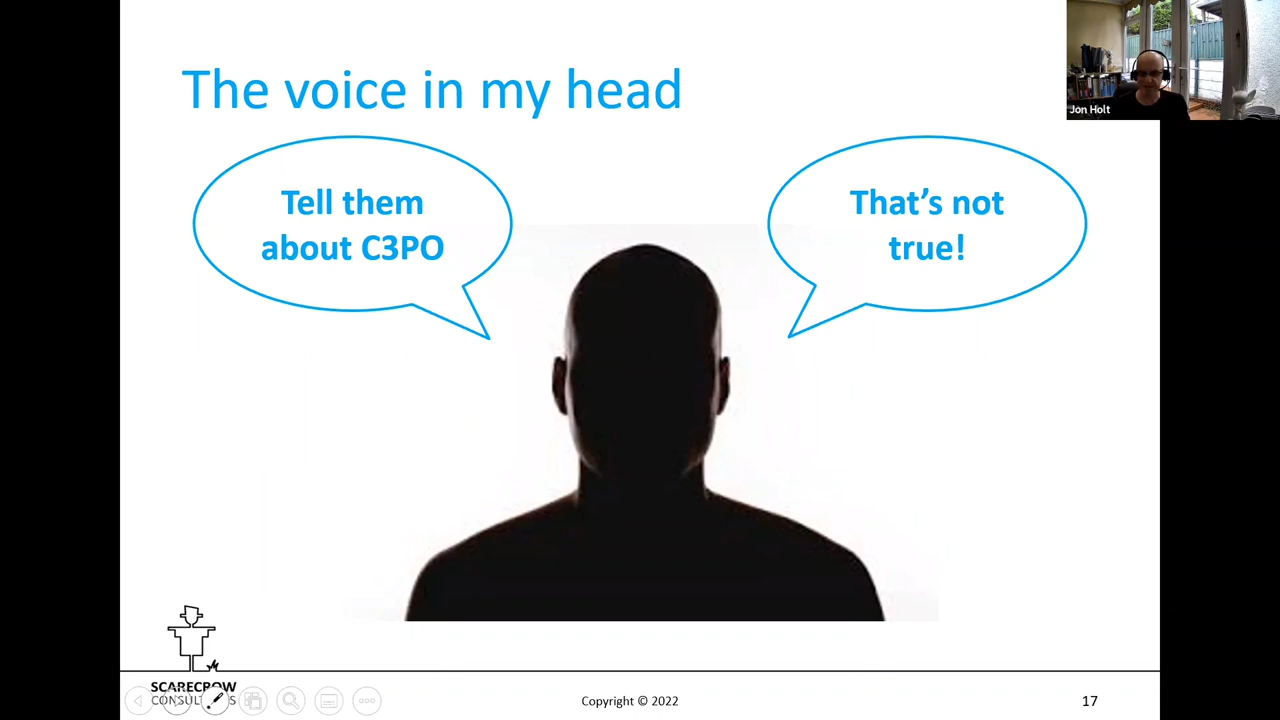 The voice in my head
Jon Holt
Tell them
about C3PO
That’s not
true!
SCARECROW
CONSULTANTS
Copyright © 2022
17